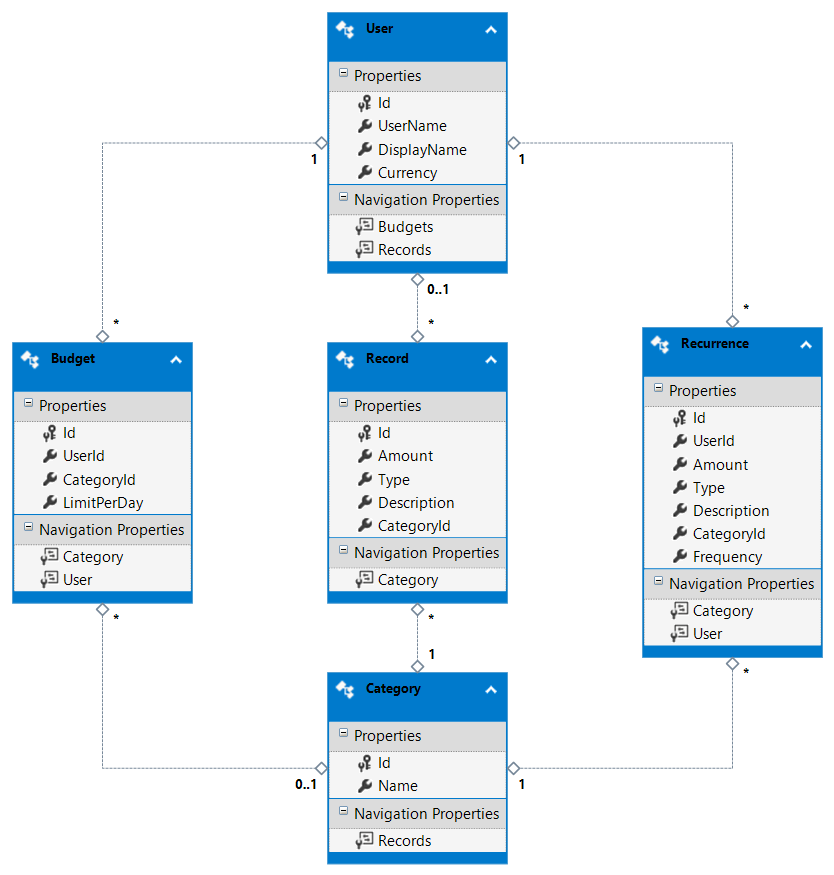 User
Properties
Id
UserName
DisplayName
Currency
Navigation Properties
Budgets
Records
1
1
0..1
*
*
*
Budget
Properties
Id
UserId
CategoryId
LimitPerDay
Navigation Properties
Category
User
*
Record
Properties
Id
Amount
Type
Description
CategoryId
Navigation Properties
Category
*
Recurrence
Properties
Id
UserId
Amount
Type
Description
CategoryId
Frequency
Navigation Properties
Category
User
*
1
0..1
1
Category
Properties
Id
Name
Navigation Properties
Records